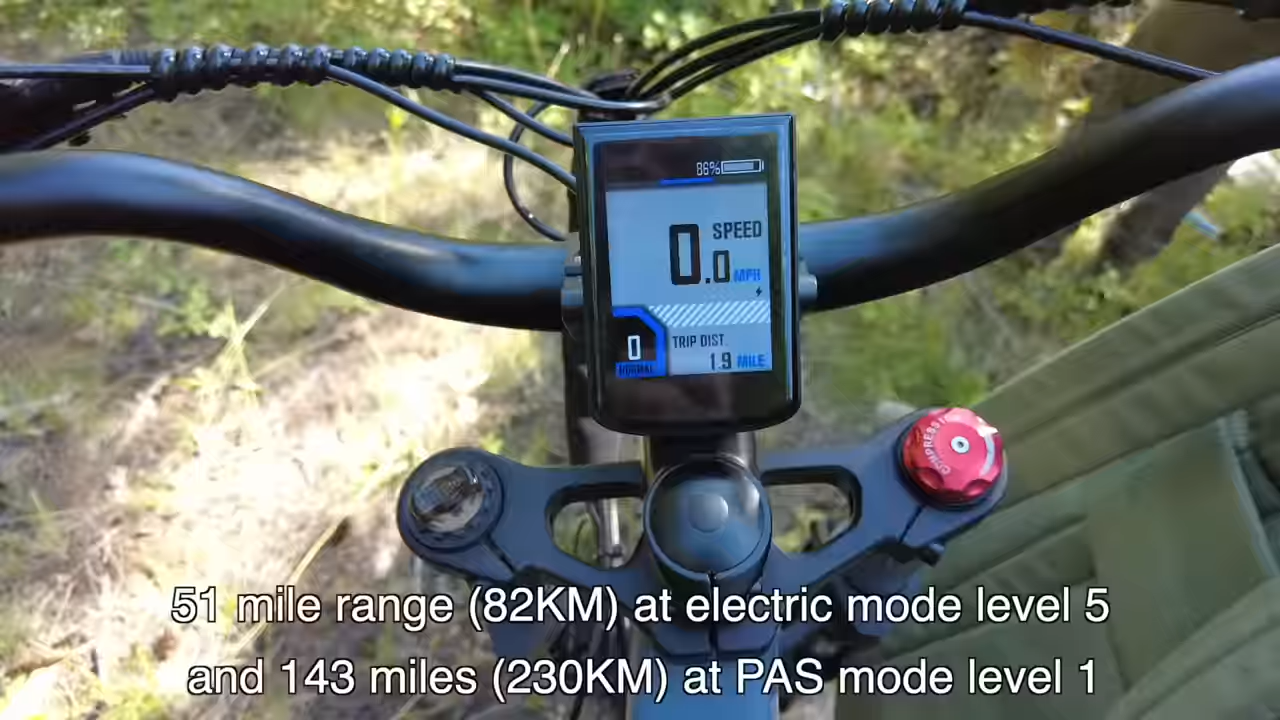 86%
SPEED
0.0 MPH
0
NORMAL
TRIP DIST.
1.9 MILE
COMPRESSI
51 mile range (82KM) at electric mode level 5
and 143 miles (230KM) at PAS mode level 1